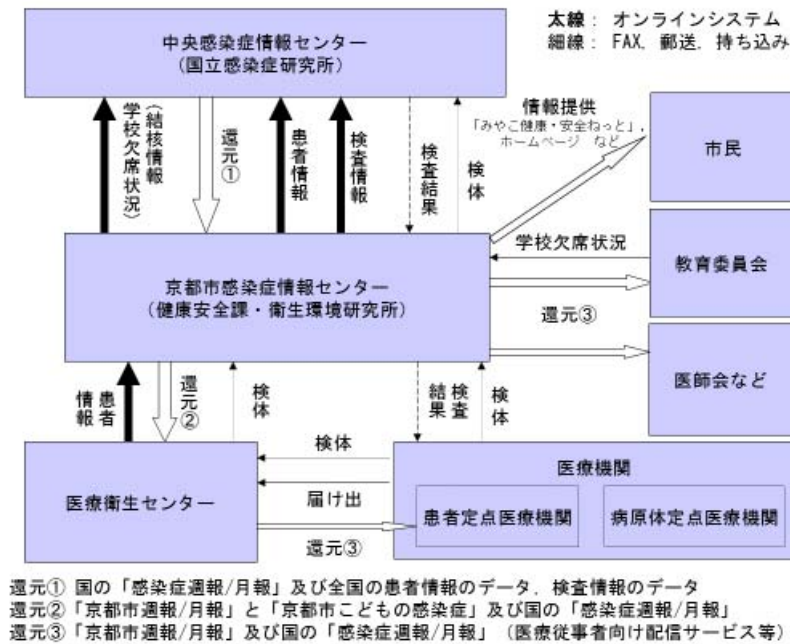 太線： オンラインシステム
細線： FAX，郵送，持ち込み
中央感染症情報センター
（国立感染症研究所）
（結核情報
学校欠席状況）
還元①
患者情報
検査情報
検査結果
検体
情報提供
「みやこ健康・安全ねっと」，
ホームページ など
市民
京都市感染症情報センター
（健康安全課・衛生環境研究所）
学校欠席状況
教育委員会
還元③
医師会など
患者
情報
還元②
検体
検査
結果
検体
医療衛生センター
検体
届け出
還元③
医療機関
患者定点医療機関
病原体定点医療機関
還元① 国の「感染症週報/月報」及び全国の患者情報のデータ，検査情報のデータ
還元②「京都市週報/月報」と「京都市こどもの感染症」及び国の「感染症週報/月報」
還元③「京都市週報/月報」及び国の「感染症週報/月報」（医療従事者向け配信サービス等）